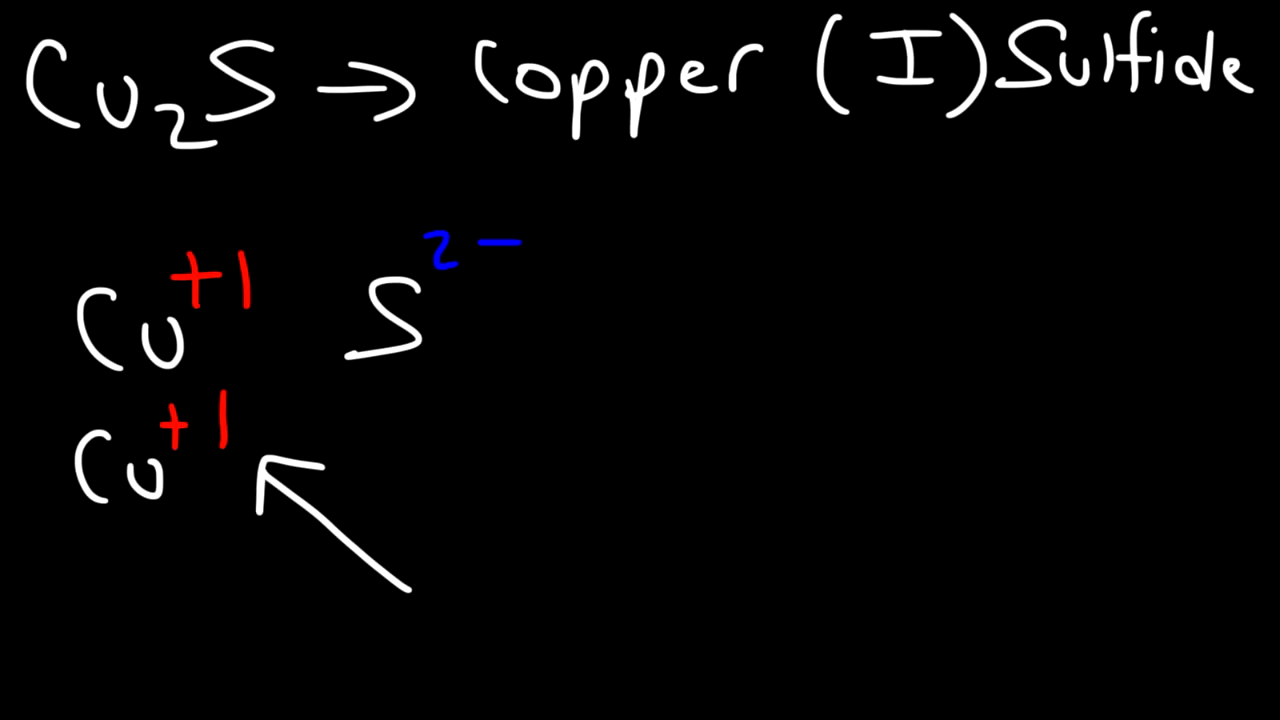 Cu₂S → Copper (I) Sulfide
Cu⁺¹ S²⁻
Cu⁺¹